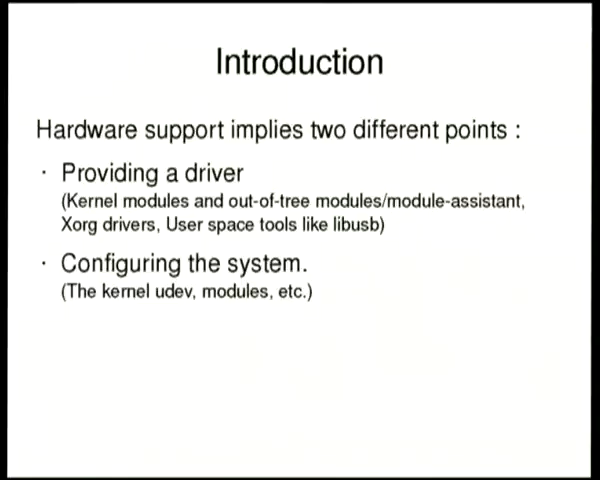 Introduction
Hardware support implies two different points :
· Providing a driver
(Kernel modules and out-of-tree modules/module-assistant,
Xorg drivers, User space tools like libusb)
· Configuring the system.
(The kernel udev, modules, etc.)